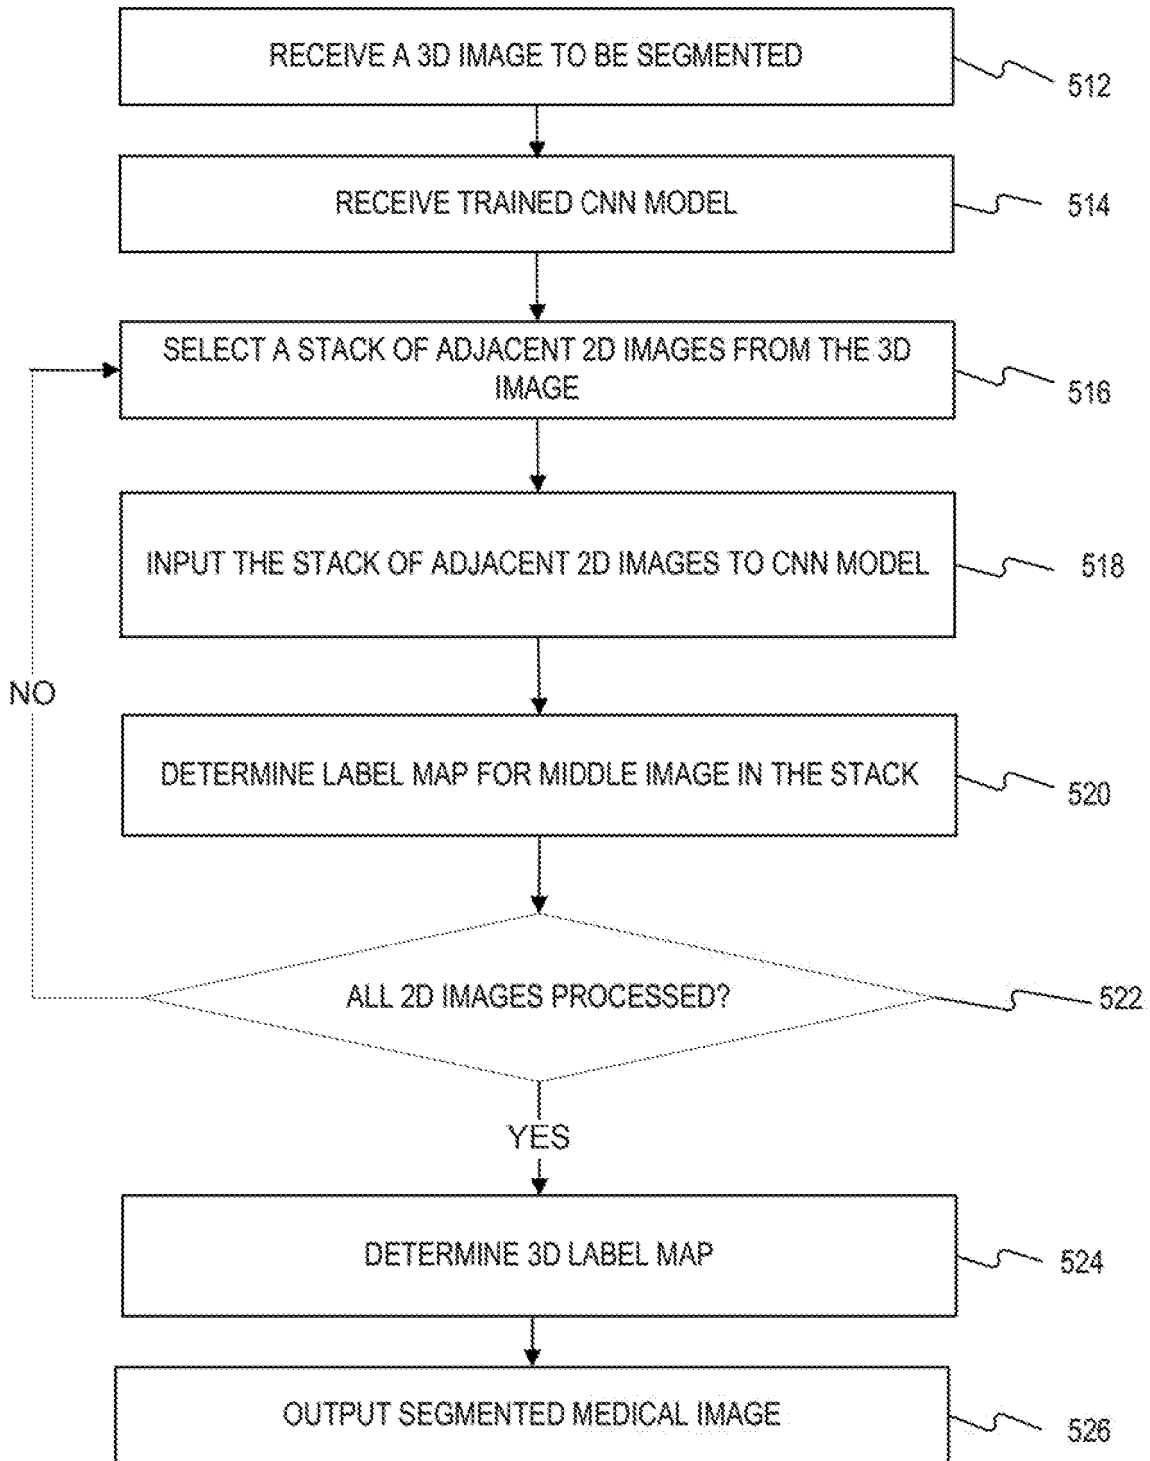 RECEIVE A 3D IMAGE TO BE SEGMENTED
512
RECEIVE TRAINED CNN MODEL
514
SELECT A STACK OF ADJACENT 2D IMAGES FROM THE 3D
IMAGE
516
INPUT THE STACK OF ADJACENT 2D IMAGES TO CNN MODEL
518
NO
DETERMINE LABEL MAP FOR MIDDLE IMAGE IN THE STACK
520
ALL 2D IMAGES PROCESSED?
522
YES
DETERMINE 3D LABEL MAP
524
OUTPUT SEGMENTED MEDICAL IMAGE
526